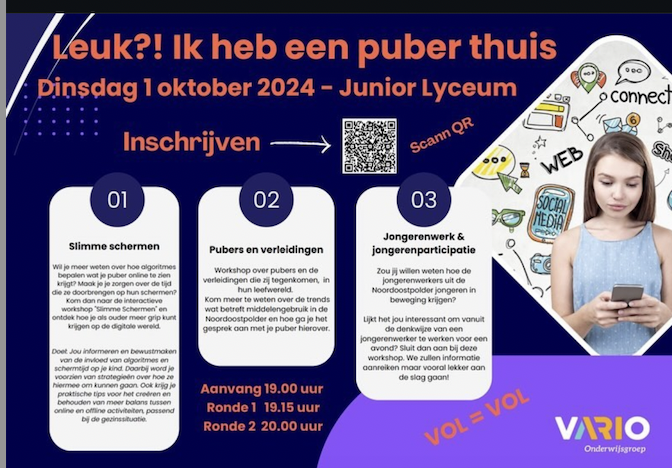 Leuk?! Ik heb een puber thuis
Dinsdag 1 oktober 2024 - Junior Lyceum
Inschrijven
Scann QR
connect
6
WEB
SOCIAL
MEDIA
01
Slimme schermen
Wil je meer weten over hoe algoritmes
bepalen wat je puber online te zien
krijgt? Maak je je zorgen over de tijd
die ze doorbrengen op hun schermen?
Kom dan naar de interactieve
workshop "Slimme Schermen" en
ontdek hoe je als ouder meer grip kunt
krijgen op de digitale wereld.
Doel: Jou informeren en bewustmaken
van de invloed van algoritmes en
schermtijd op je kind. Daarbij word je
voorzien van strategieën over hoe ze
hiermee om kunnen gaan. Ook krijg je
praktische tips voor het creëren en
behouden van meer balans tussen
online en offline activiteiten, passend
bij de gezinssituatie.
02
Pubers en verleidingen
Workshop over pubers en de
verleidingen die zij tegenkomen, in
hun leefwereld.
Kom meer te weten over de trends
wat betreft middelengebruik in de
Noordoostpolder en hoe ga je het
gesprek aan met je puber hierover.
Aanvang 19.00 uur
Ronde 1 19.15 uur
Ronde 2 20.00 uur
03
Jongerenwerk &
jongerenparticipatie
Zou jij willen weten hoe de
jongerenwerkers uit de
Noordoostpolder jongeren in
beweging krijgen?
Lijkt het jou interessant om vanuit
de denkwijze van een
jongerenwerker te werken voor een
avond? Sluit dan aan bij deze
workshop. We zullen informatie
aanreiken maar vooral lekker aan
de slag gaan!
VOL = VOL
VARIO
Onderwijsgroep